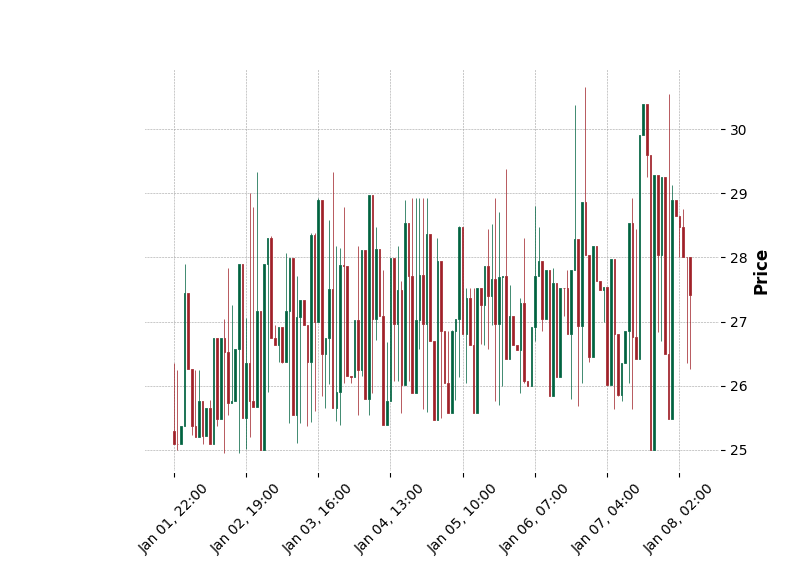 30
29
28
27
26
25
Price
Jan 01, 22:00
Jan 02, 19:00
Jan 03, 16:00
Jan 04, 13:00
Jan 05, 10:00
Jan 06, 07:00
Jan 07, 04:00
Jan 08, 02:00